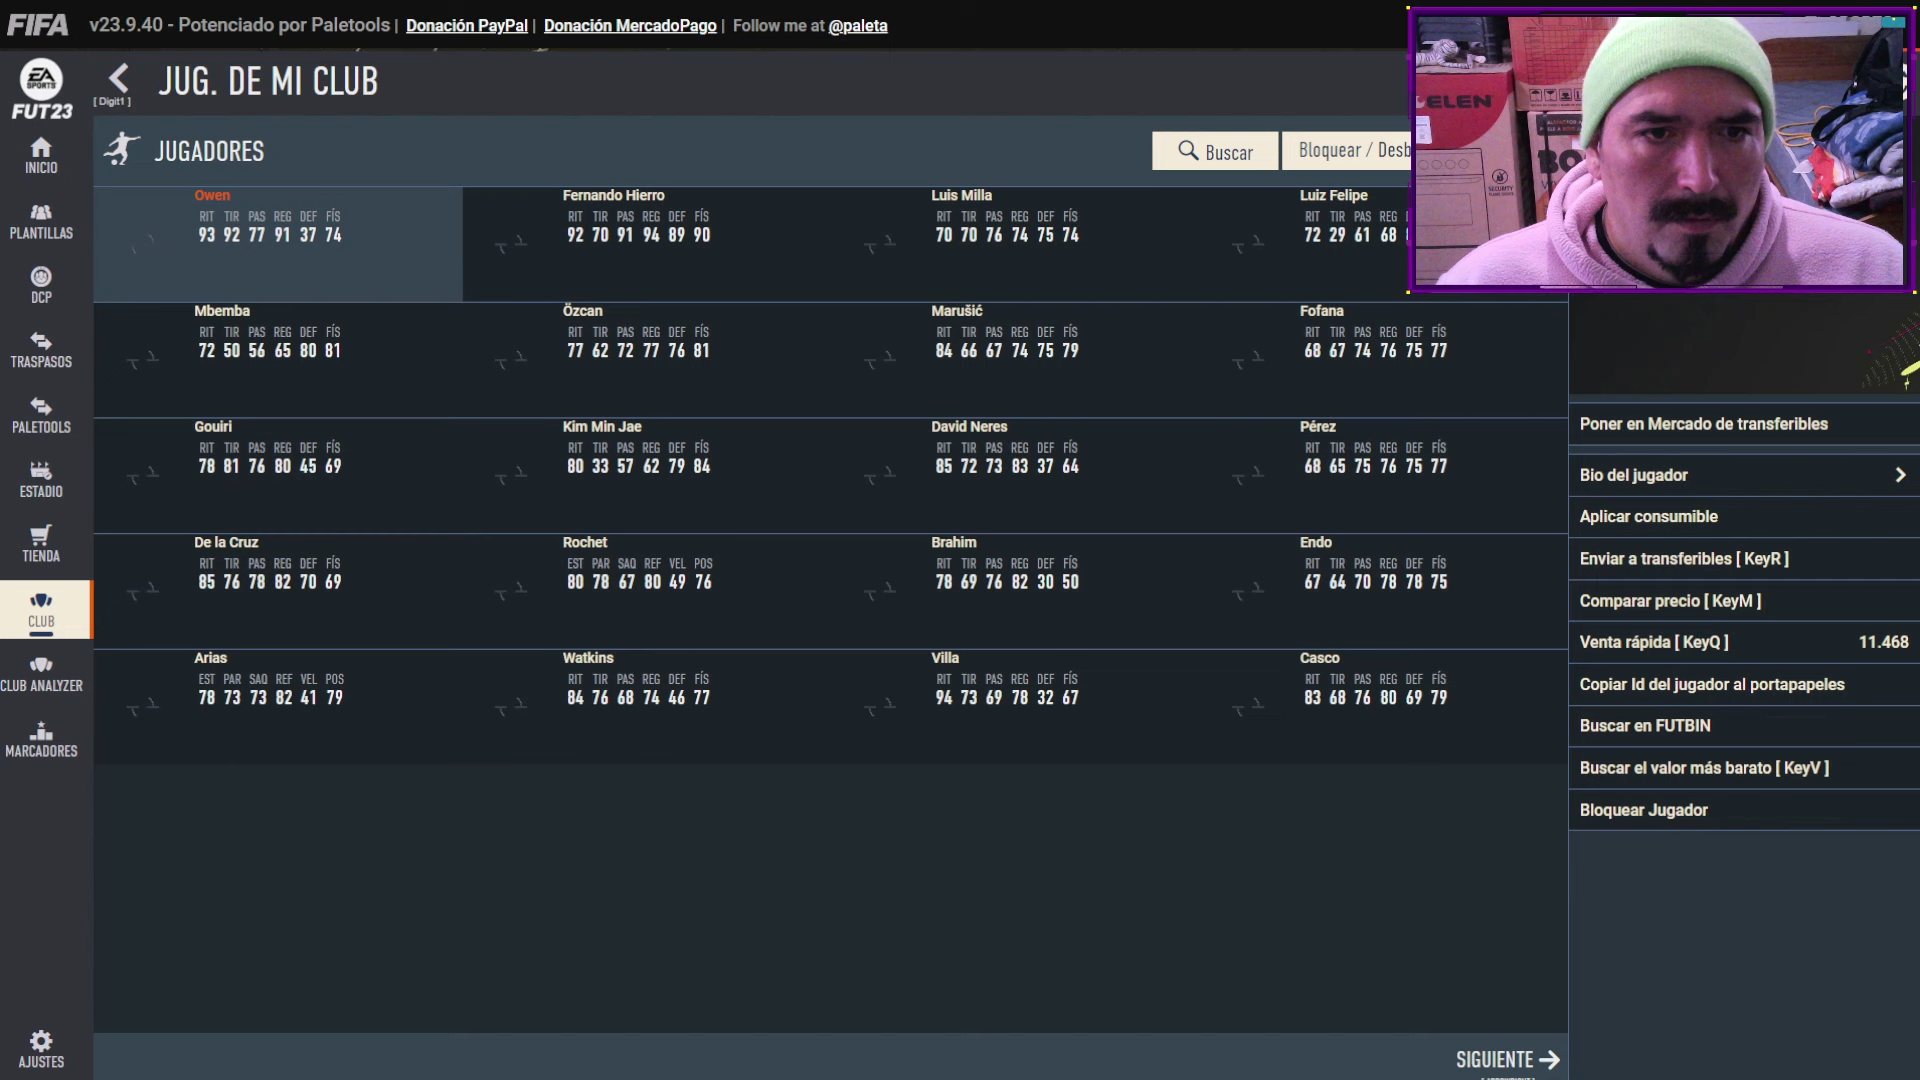 FIFA v23.9.40 - Potenciado por Paletools | Donación PayPal | Donación MercadoPago | Follow me at @paleta
EA SPORTS
FUT23
[ Digit1 ]
JUG. DE MI CLUB
JUGADORES
Buscar
Bloquear / Desb
INICIO
PLANTILLAS
DCP
TRASPASOS
PALETOOLS
ESTADIO
TIENDA
CLUB
CLUB ANALYZER
MARCADORES
AJUSTES
Owen
RIT TIR PAS REG DEF FÍS
93 92 77 91 37 74
Fernando Hierro
RIT TIR PAS REG DEF FÍS
92 70 91 94 89 90
Luis Milla
RIT TIR PAS REG DEF FÍS
70 70 76 74 75 74
Luiz Felipe
RIT TIR PAS REG
72 29 61 68
Mbemba
RIT TIR PAS REG DEF FÍS
72 50 56 65 80 81
Özcan
RIT TIR PAS REG DEF FÍS
77 62 72 77 76 81
Marušić
RIT TIR PAS REG DEF FÍS
84 66 67 74 75 79
Fofana
RIT TIR PAS REG DEF FÍS
68 67 74 76 75 77
Gouiri
RIT TIR PAS REG DEF FÍS
78 81 76 80 45 69
Kim Min Jae
RIT TIR PAS REG DEF FÍS
80 33 57 62 79 84
David Neres
RIT TIR PAS REG DEF FÍS
85 72 73 83 37 64
Pérez
RIT TIR PAS REG DEF FÍS
68 65 75 76 75 77
De la Cruz
RIT TIR PAS REG DEF FÍS
85 76 78 82 70 69
Rochet
EST PAR SAQ REF VEL POS
80 78 67 80 49 76
Brahim
RIT TIR PAS REG DEF FÍS
78 69 76 82 30 50
Endo
RIT TIR PAS REG DEF FÍS
67 64 70 78 78 75
Arias
EST PAR SAQ REF VEL POS
78 73 73 82 41 79
Watkins
RIT TIR PAS REG DEF FÍS
84 76 68 74 46 77
Villa
RIT TIR PAS REG DEF FÍS
94 73 69 78 32 67
Casco
RIT TIR PAS REG DEF FÍS
83 68 76 80 69 79
SIGUIENTE
ELEN
SECURITY
Poner en Mercado de transferibles
Bio del jugador
Aplicar consumible
Enviar a transferibles [ KeyR ]
Comparar precio [ KeyM ]
Venta rápida [ KeyQ ] 11.468
Copiar Id del jugador al portapapeles
Buscar en FUTBIN
Buscar el valor más barato [ KeyV ]
Bloquear Jugador